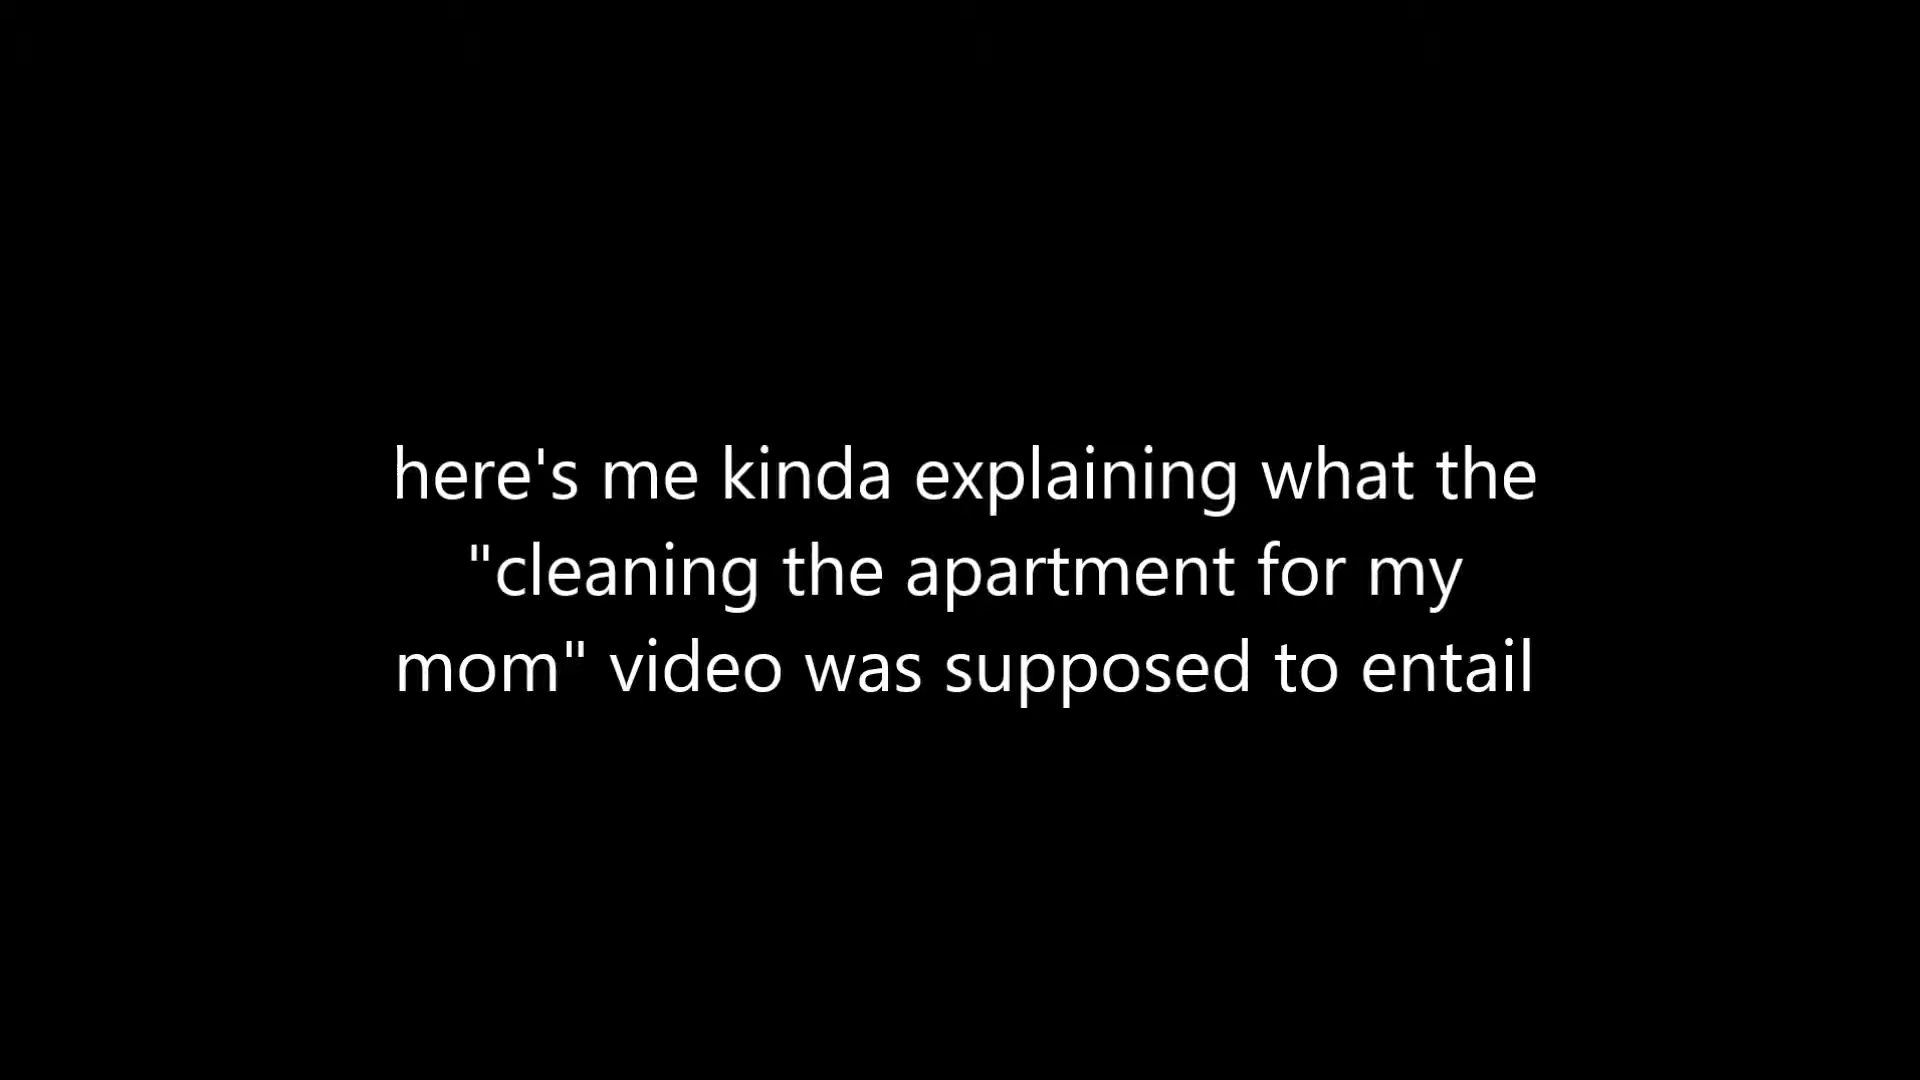 here's me kinda explaining what the
"cleaning the apartment for my
mom" video was supposed to entail